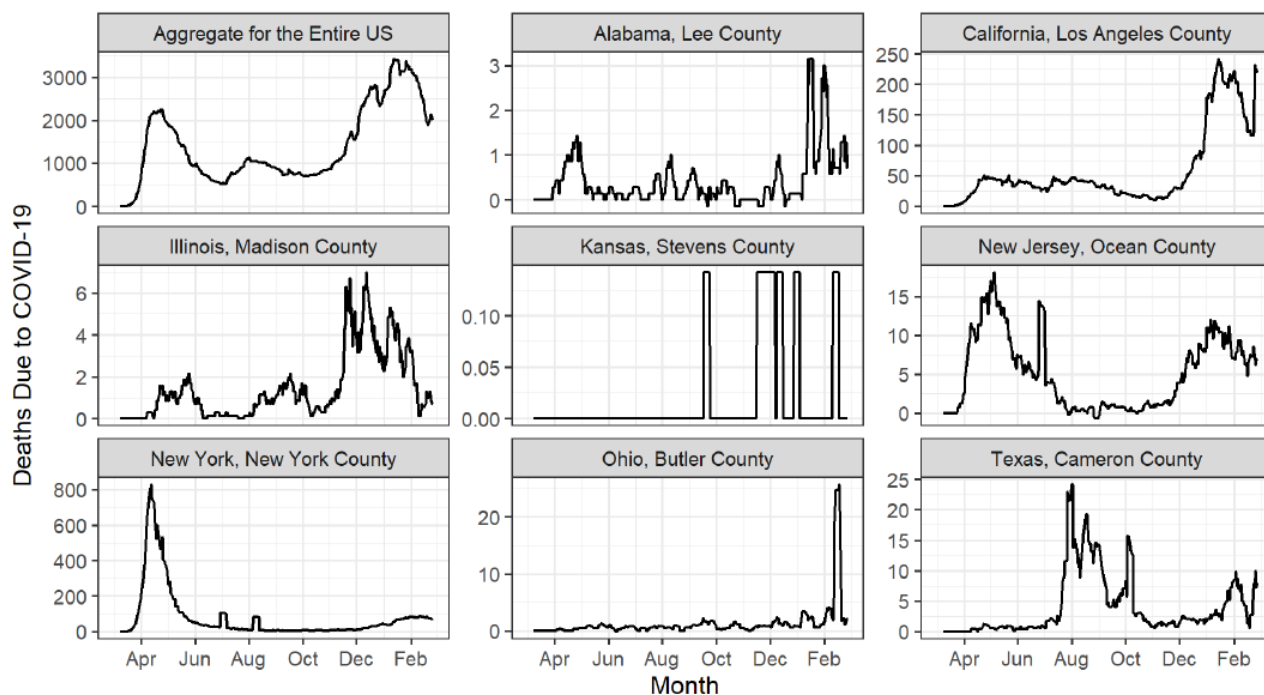 Aggregate for the Entire US
Alabama, Lee County
California, Los Angeles County
3000
2000
1000
0
3
2
1
0
250
200
150
100
50
0
Deaths Due to COVID-19
Illinois, Madison County
Kansas, Stevens County
New Jersey, Ocean County
6
4
2
0
0.10
0.05
0.00
15
10
5
0
New York, New York County
Ohio, Butler County
Texas, Cameron County
800
600
400
200
0
20
10
0
25
20
15
10
5
0
Apr Jun Aug Oct Dec Feb
Apr Jun Aug Oct Dec Feb
Apr Jun Aug Oct Dec Feb
Month